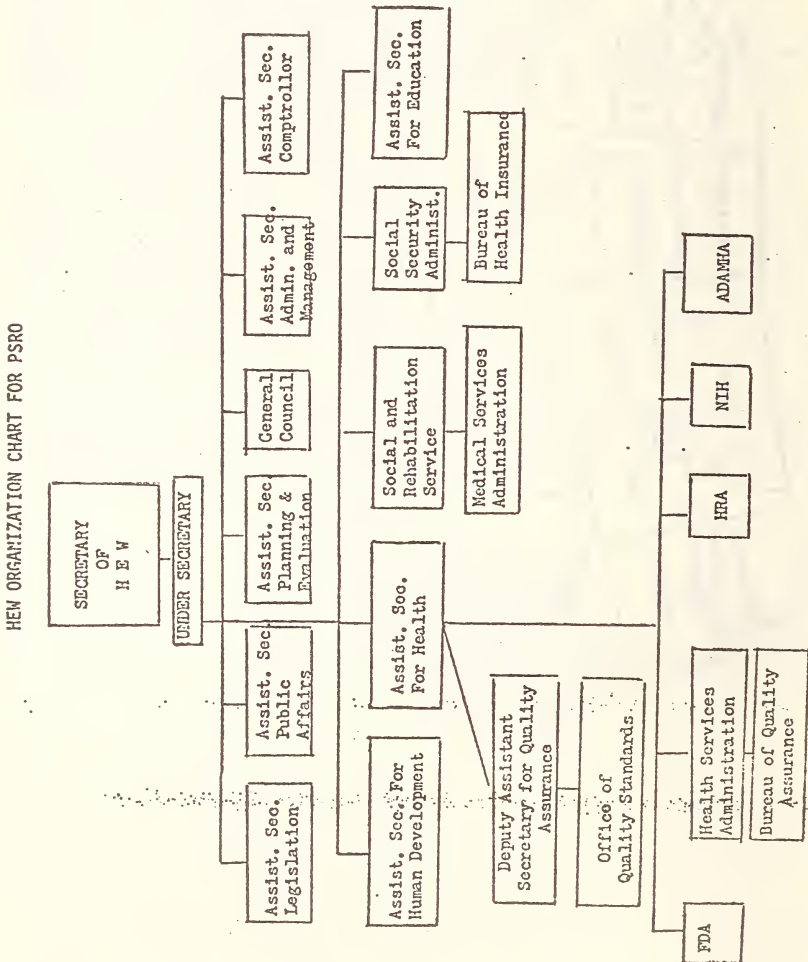 HEW ORGANIZATION CHART FOR PSRO
SECRETARY
OF
H E W
UNDER SECRETARY
Assist. Sec.
Legislation
Assist. Sec.
Public
Affairs
Assist. Sec.
Planning &
Evaluation
General
Council
Assist. Sec.
Admin. and
Management
Assist. Sec.
Comptrollor
Assist. Sec. For
Human Development
Assist. Sec.
For Health
Social and
Rehabilitation
Service
Social
Security
Administ.
Assist. Sec.
For Education
Medical Services
Administration
Bureau of
Health Insurance
Deputy Assistant
Secretary for Quality
Assurance
Office of
Quality Standards
FDA
Health Services
Administration
HRA
NIH
ADAMHA
Bureau of Quality
Assurance